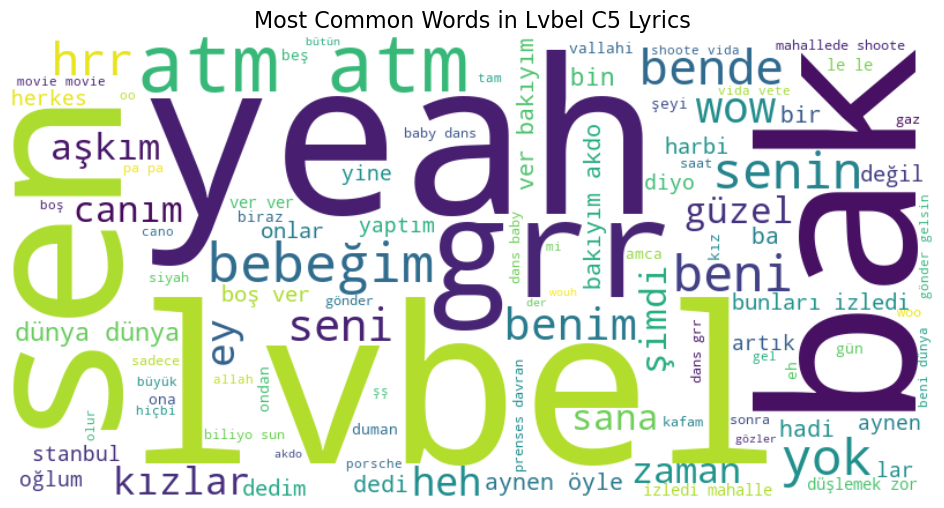 Most Common Words in Lvbel C5 Lyrics
hrr
atm
atm
beş
bütün
tam
ver bakıyım
vallahi
bin
shoote vida
bende
mahallede shoote
le le
movie movie
herkes
oo
yeah
baby dans
şeyi
wow
vida vete
bir
gaz
bak
sen
aşkım
pa pa
yine
bakıyım akdo
harbi
saat
diyo
senin
değil
boş
canım
cano
ver ver
biraz
onlar
yaptım
grr
dans baby
mi
amca
kız
güzel
ba
gönder gelsin
siyah
bebeğim
boş ver
gönder
der
wouh
şimdi
beni
bunları izledi
woo
dünya dünya
ey
seni
benim
artık
gün
sadece
lvbel
dans grr
gel
eh
beni dünya
büyük
ona
hiçbi
allah
ondan
şş
olur
biliyo sun
duman
prenses davran
sana
kafam
sonra
gözler
hadi
aynen
stanbul
akdo
porsche
yok
lar
oğlum
kızlar
dedim
dedi
heh
aynen öyle
zaman
izledi mahalle
düşlemek zor